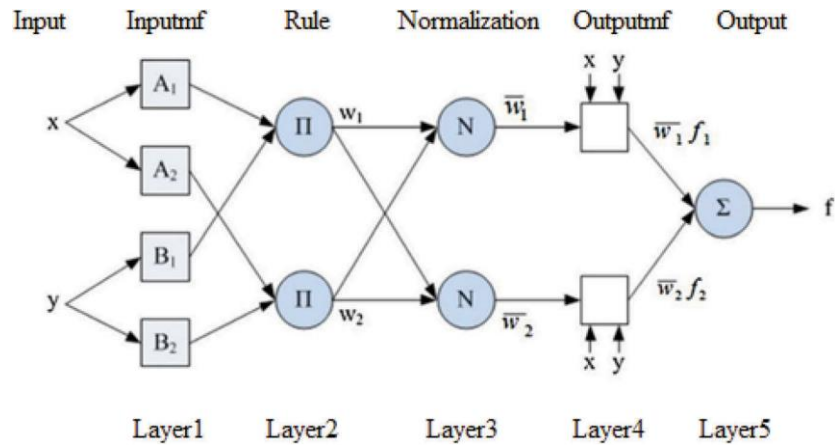 Input Inputmf Rule Normalization Outputmf Output
x y
A₁ w₁ w̅₁
Π N w̅₁ f₁
x
A₂
Σ f
B₁
y
Π N w̅₂ f₂
B₂ w₂ w̅₂
x y
Layer1 Layer2 Layer3 Layer4 Layer5